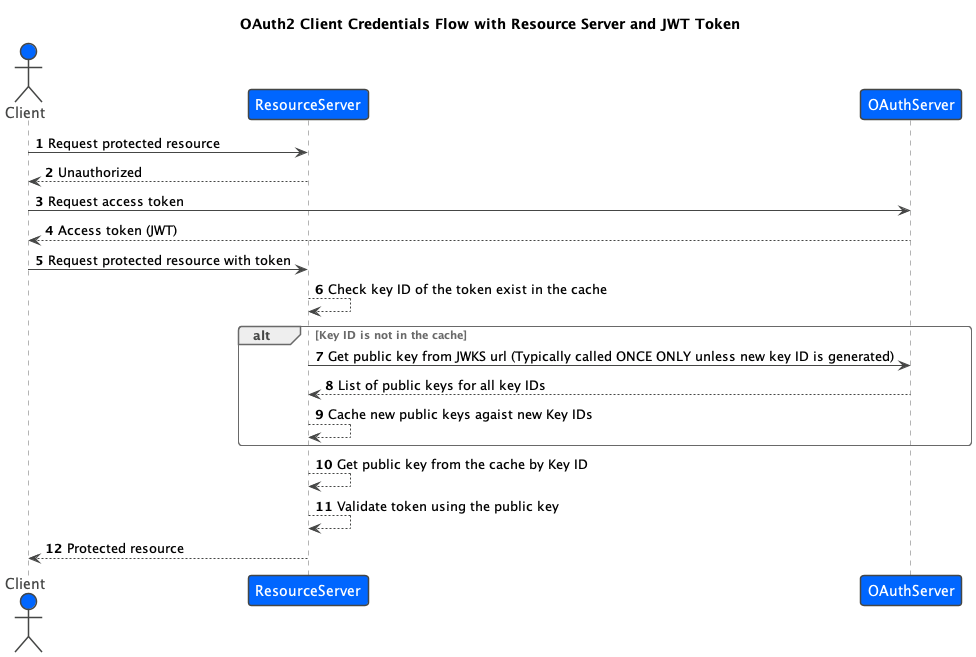 OAuth2 Client Credentials Flow with Resource Server and JWT Token
Client
ResourceServer
OAuthServer
1 Request protected resource
2 Unauthorized
3 Request access token
4 Access token (JWT)
5 Request protected resource with token
6 Check key ID of the token exist in the cache
alt
[Key ID is not in the cache]
7 Get public key from JWKS url (Typically called ONCE ONLY unless new key ID is generated)
8 List of public keys for all key IDs
9 Cache new public keys agaist new Key IDs
10 Get public key from the cache by Key ID
11 Validate token using the public key
12 Protected resource
Client
ResourceServer
OAuthServer